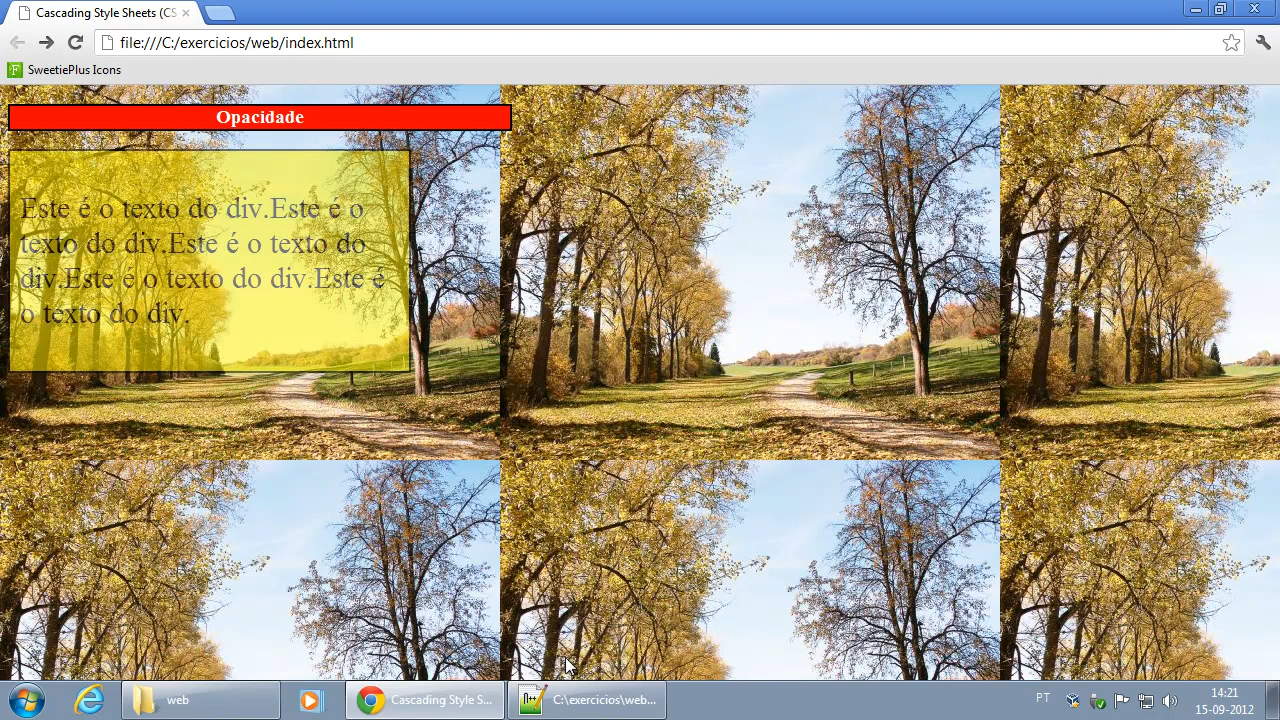 Cascading Style Sheets (CS
file:///C:/exercicios/web/index.html
SweetiePlus Icons
Opacidade
Este é o texto do div.Este é o
texto do div.Este é o texto do
div.Este é o texto do div.Este é
o texto do div.
web
Cascading Style S...
C:\exercicios\web...
PT
14:21
15-09-2012